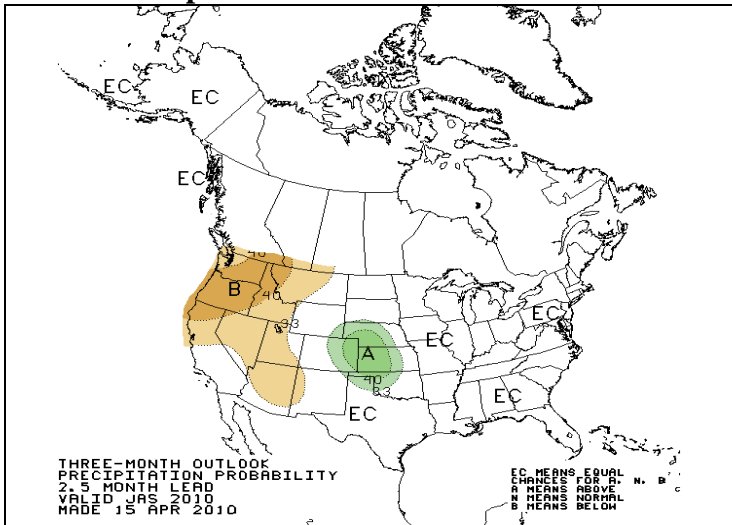 EC
EC
EC
40
B
40
33
EC
EC
A
40
33
EC
EC
THREE-MONTH OUTLOOK
PRECIPITATION PROBABILITY
2.5 MONTH LEAD
VALID JAS 2010
MADE 15 APR 2010
EC MEANS EQUAL
CHANCES FOR A, N, B
A MEANS ABOVE
N MEANS NORMAL
B MEANS BELOW